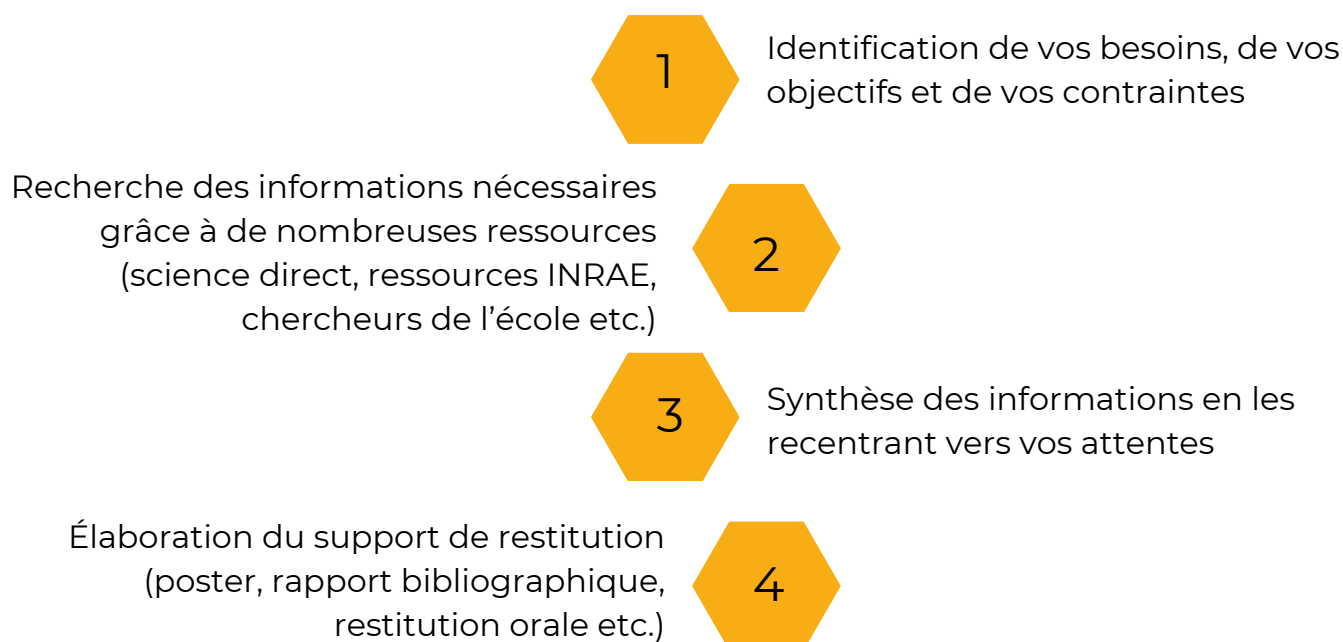 1
Identification de vos besoins, de vos
objectifs et de vos contraintes
Recherche des informations nécessaires
grâce à de nombreuses ressources
(science direct, ressources INRAE,
chercheurs de l’école etc.)
2
3
Synthèse des informations en les
recentrant vers vos attentes
Élaboration du support de restitution
(poster, rapport bibliographique,
restitution orale etc.)
4